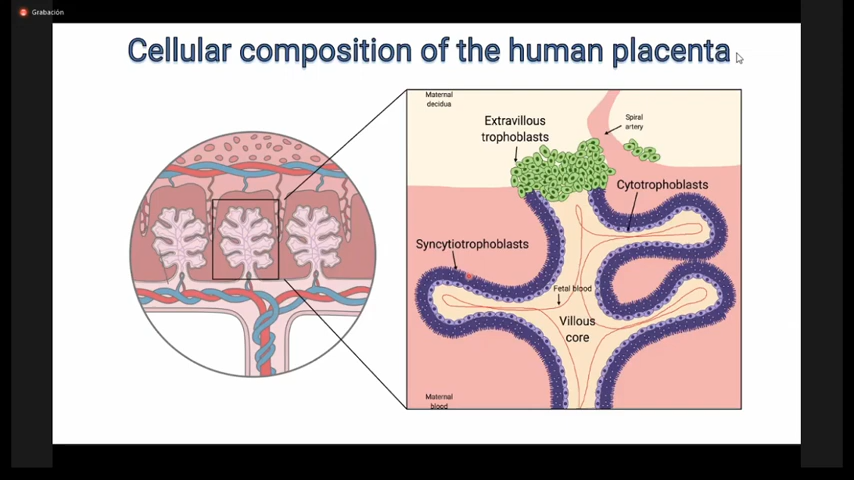 Grabación
Cellular composition of the human placenta
Maternal
decidua
Extravillous
trophoblasts
Spiral
artery
Cytotrophoblasts
Syncytiotrophoblasts
Fetal blood
Villous
core
Maternal
blood